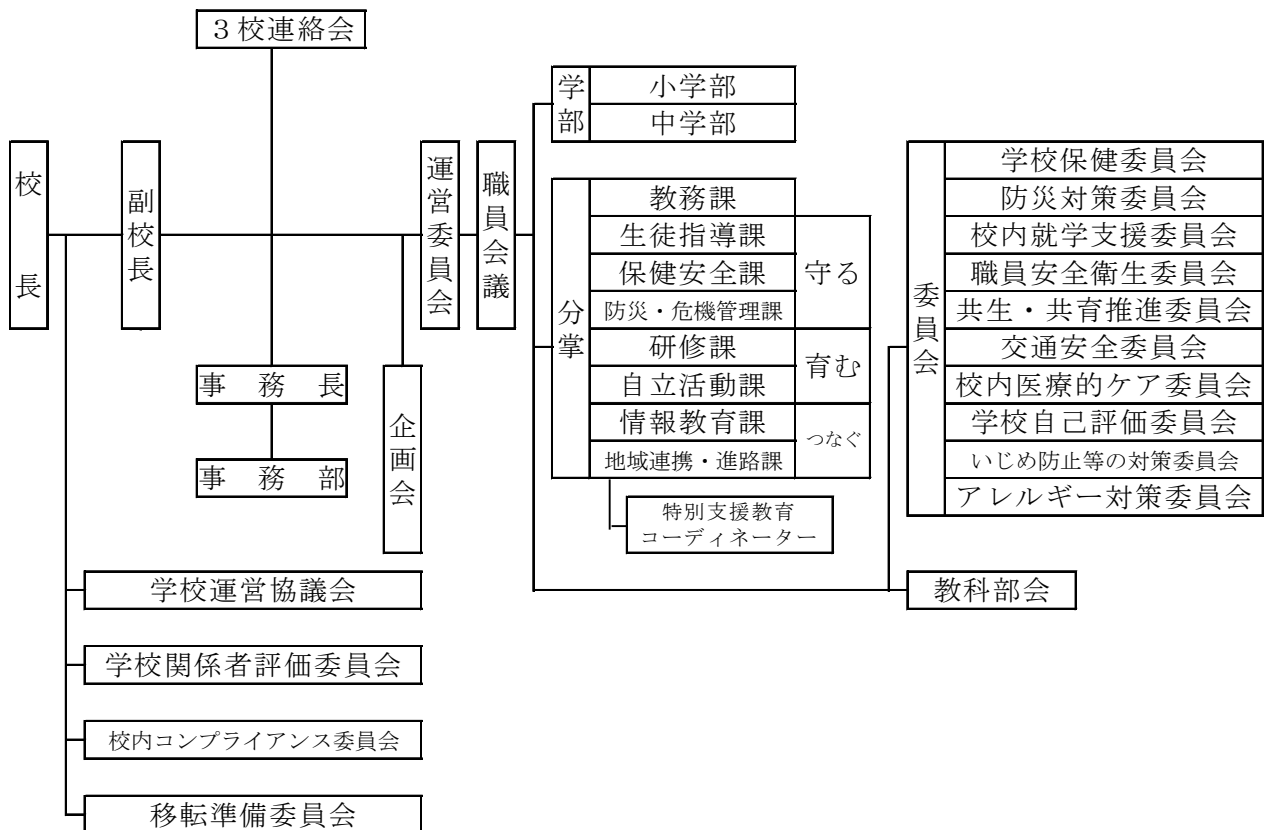 ３校連絡会
校長
副校長
運営委員会
職員会議
事務長
事務部
企画会
学校運営協議会
学校関係者評価委員会
校内コンプライアンス委員会
移転準備委員会
学部
小学部
中学部
分掌
教務課
生徒指導課
保健安全課
防災・危機管理課
研修課
自立活動課
情報教育課
地域連携・進路課
守る
育む
つなぐ
特別支援教育
コーディネーター
委員会
学校保健委員会
防災対策委員会
校内就学支援委員会
職員安全衛生委員会
共生・共育推進委員会
交通安全委員会
校内医療的ケア委員会
学校自己評価委員会
いじめ防止等の対策委員会
アレルギー対策委員会
教科部会